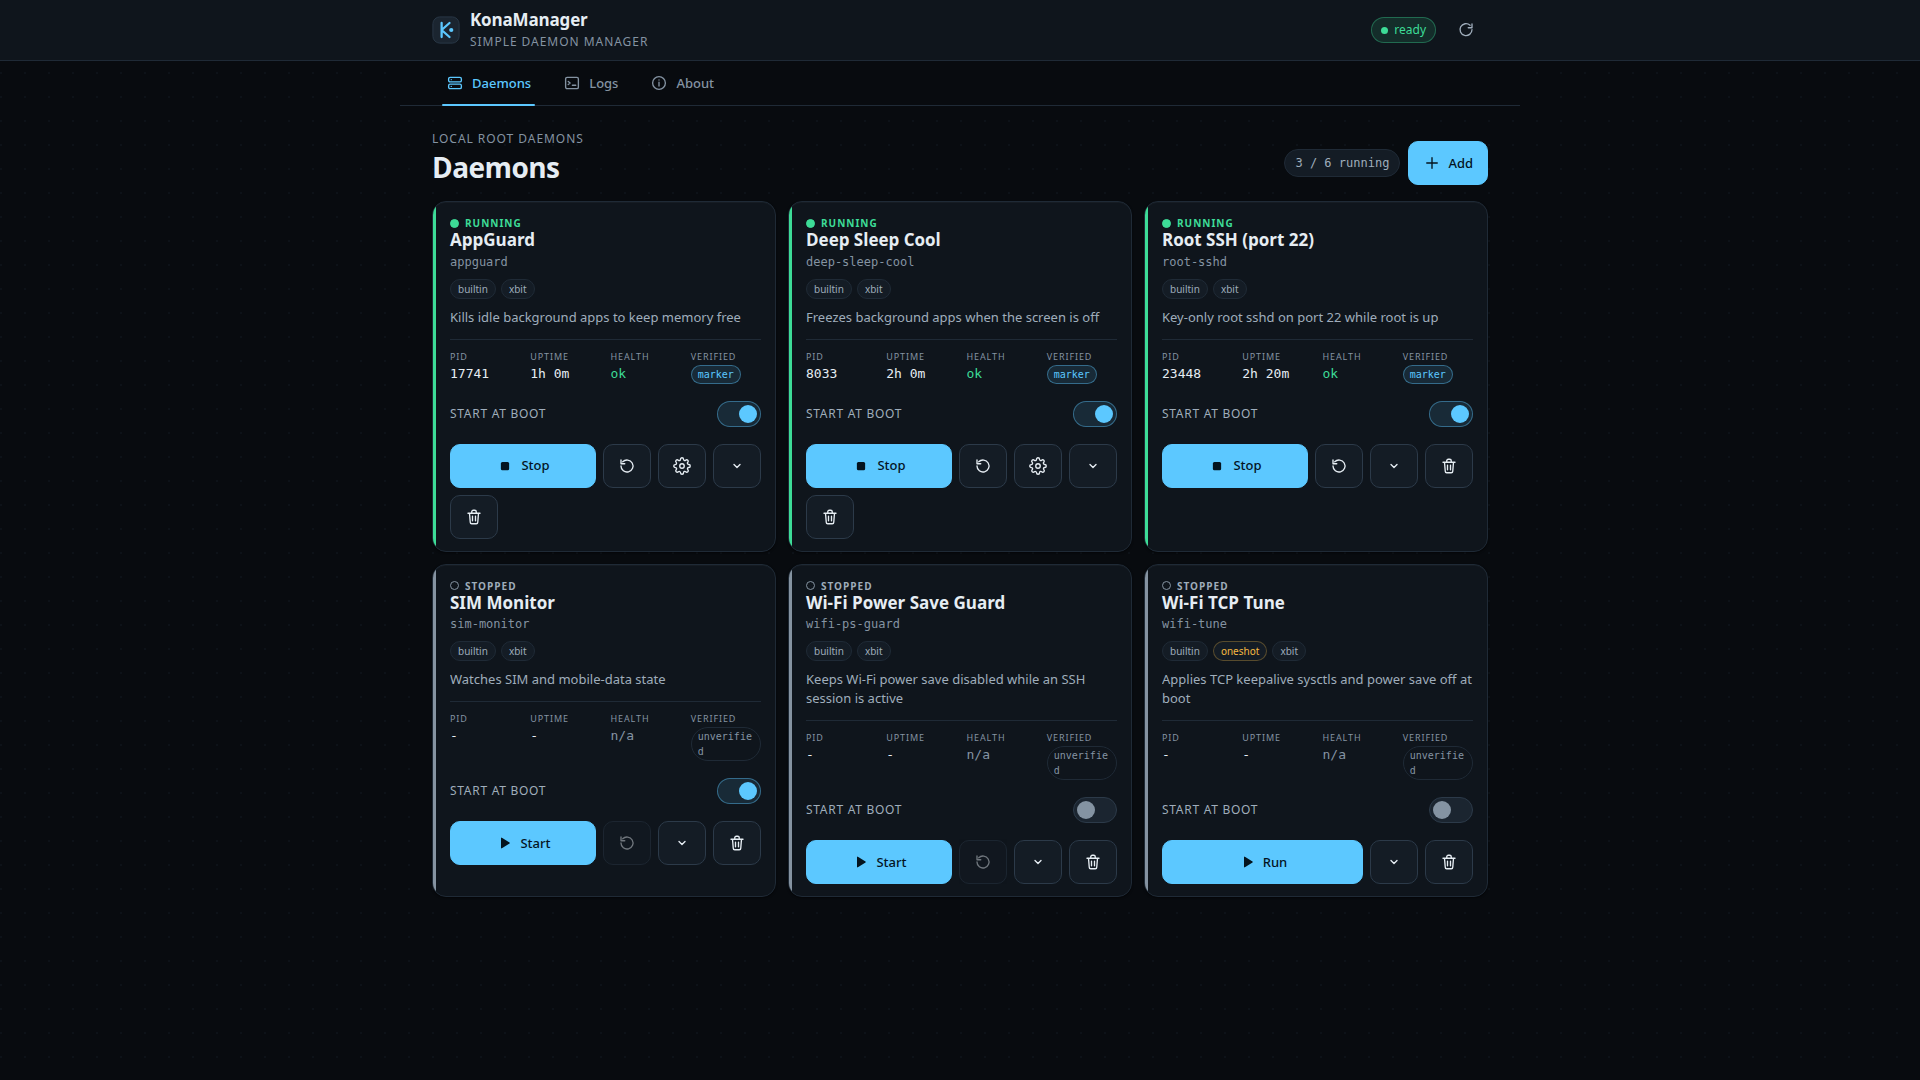 KonaManager
SIMPLE DAEMON MANAGER
ready
Daemons
Logs
About
LOCAL ROOT DAEMONS
Daemons
3 / 6 running
Add
RUNNING
AppGuard
appguard
builtin xbit
Kills idle background apps to keep memory free
PID UPTIME HEALTH VERIFIED
17741 1h 0m ok marker
START AT BOOT
Stop
RUNNING
Deep Sleep Cool
deep-sleep-cool
builtin xbit
Freezes background apps when the screen is off
PID UPTIME HEALTH VERIFIED
8033 2h 0m ok marker
START AT BOOT
Stop
RUNNING
Root SSH (port 22)
root-sshd
builtin xbit
Key-only root sshd on port 22 while root is up
PID UPTIME HEALTH VERIFIED
23448 2h 20m ok marker
START AT BOOT
Stop
STOPPED
SIM Monitor
sim-monitor
builtin xbit
Watches SIM and mobile-data state
PID UPTIME HEALTH VERIFIED
- - n/a unverifie
d
START AT BOOT
Start
STOPPED
Wi-Fi Power Save Guard
wifi-ps-guard
builtin xbit
Keeps Wi-Fi power save disabled while an SSH
session is active
PID UPTIME HEALTH VERIFIED
- - n/a unverifie
d
START AT BOOT
Start
STOPPED
Wi-Fi TCP Tune
wifi-tune
builtin oneshot xbit
Applies TCP keepalive sysctls and power save off at
boot
PID UPTIME HEALTH VERIFIED
- - n/a unverifie
d
START AT BOOT
Run